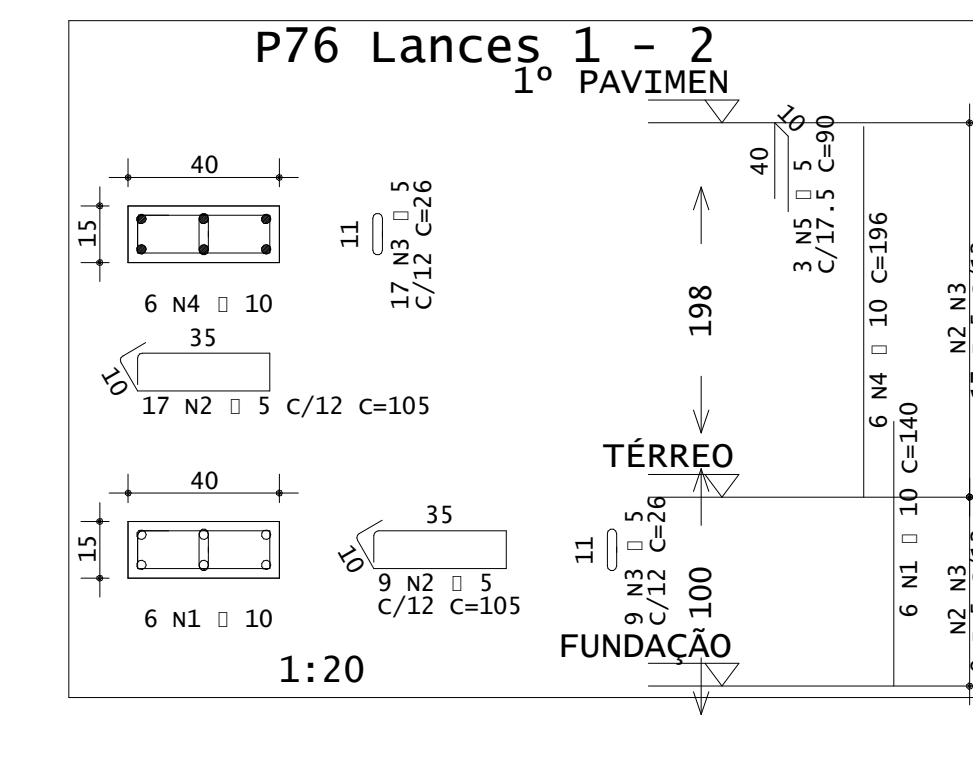 P76 Lances 1 - 2
1º PAVIMEN
40
15
6 N4 ▯ 10
11
17 N3 ▯ 5
C/12 C=26
35
10
17 N2 ▯ 5 C/12 C=105
10
40
3 N5 ▯ 5
C/17.5 C=90
198
6 N4 ▯ 10 C=196
N2 N3
TÉRREO
40
15
6 N1 ▯ 10
35
10
9 N2 ▯ 5
C/12 C=105
11
9 N3 ▯ 5
C/12 C=26
100
6 N1 ▯ 10 C=140
N2 N3
FUNDAÇÃO
1:20